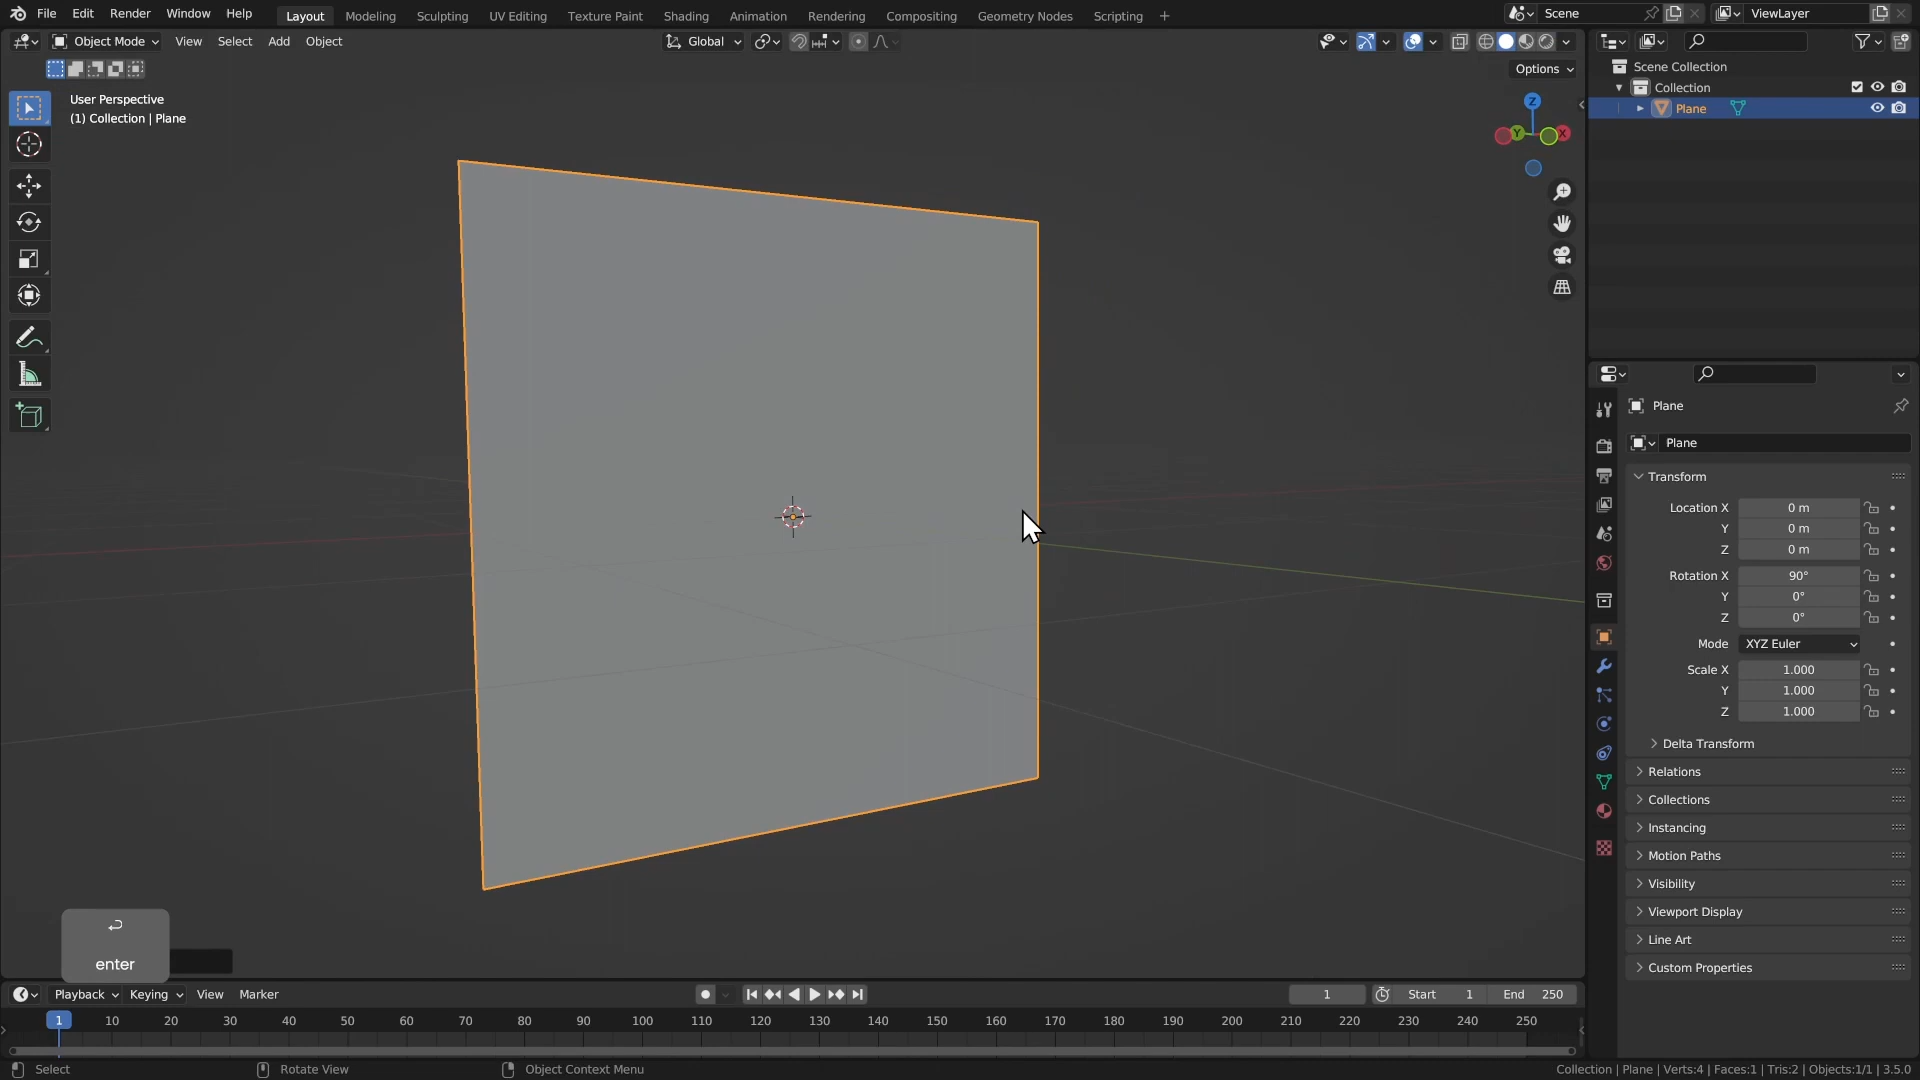 File Edit Render Window Help Layout Modeling Sculpting UV Editing Texture Paint Shading Animation Rendering Compositing Geometry Nodes Scripting + Scene ViewLayer
Object Mode View Select Add Object Global
Options
User Perspective
(1) Collection | Plane
Z
Y
X
Scene Collection
Collection
Plane
Plane
Plane
Transform
Location X 0 m
Y 0 m
Z 0 m
Rotation X 90°
Y 0°
Z 0°
Mode XYZ Euler
Scale X 1.000
Y 1.000
Z 1.000
Delta Transform
Relations
Collections
Instancing
Motion Paths
Visibility
Viewport Display
Line Art
Custom Properties
enter
Playback Keying View Marker 1 Start 1 End 250
1 10 20 30 40 50 60 70 80 90 100 110 120 130 140 150 160 170 180 190 200 210 220 230 240 250
Select Rotate View Object Context Menu Collection | Plane | Verts:4 | Faces:1 | Tris:2 | Objects:1/1 | 3.5.0